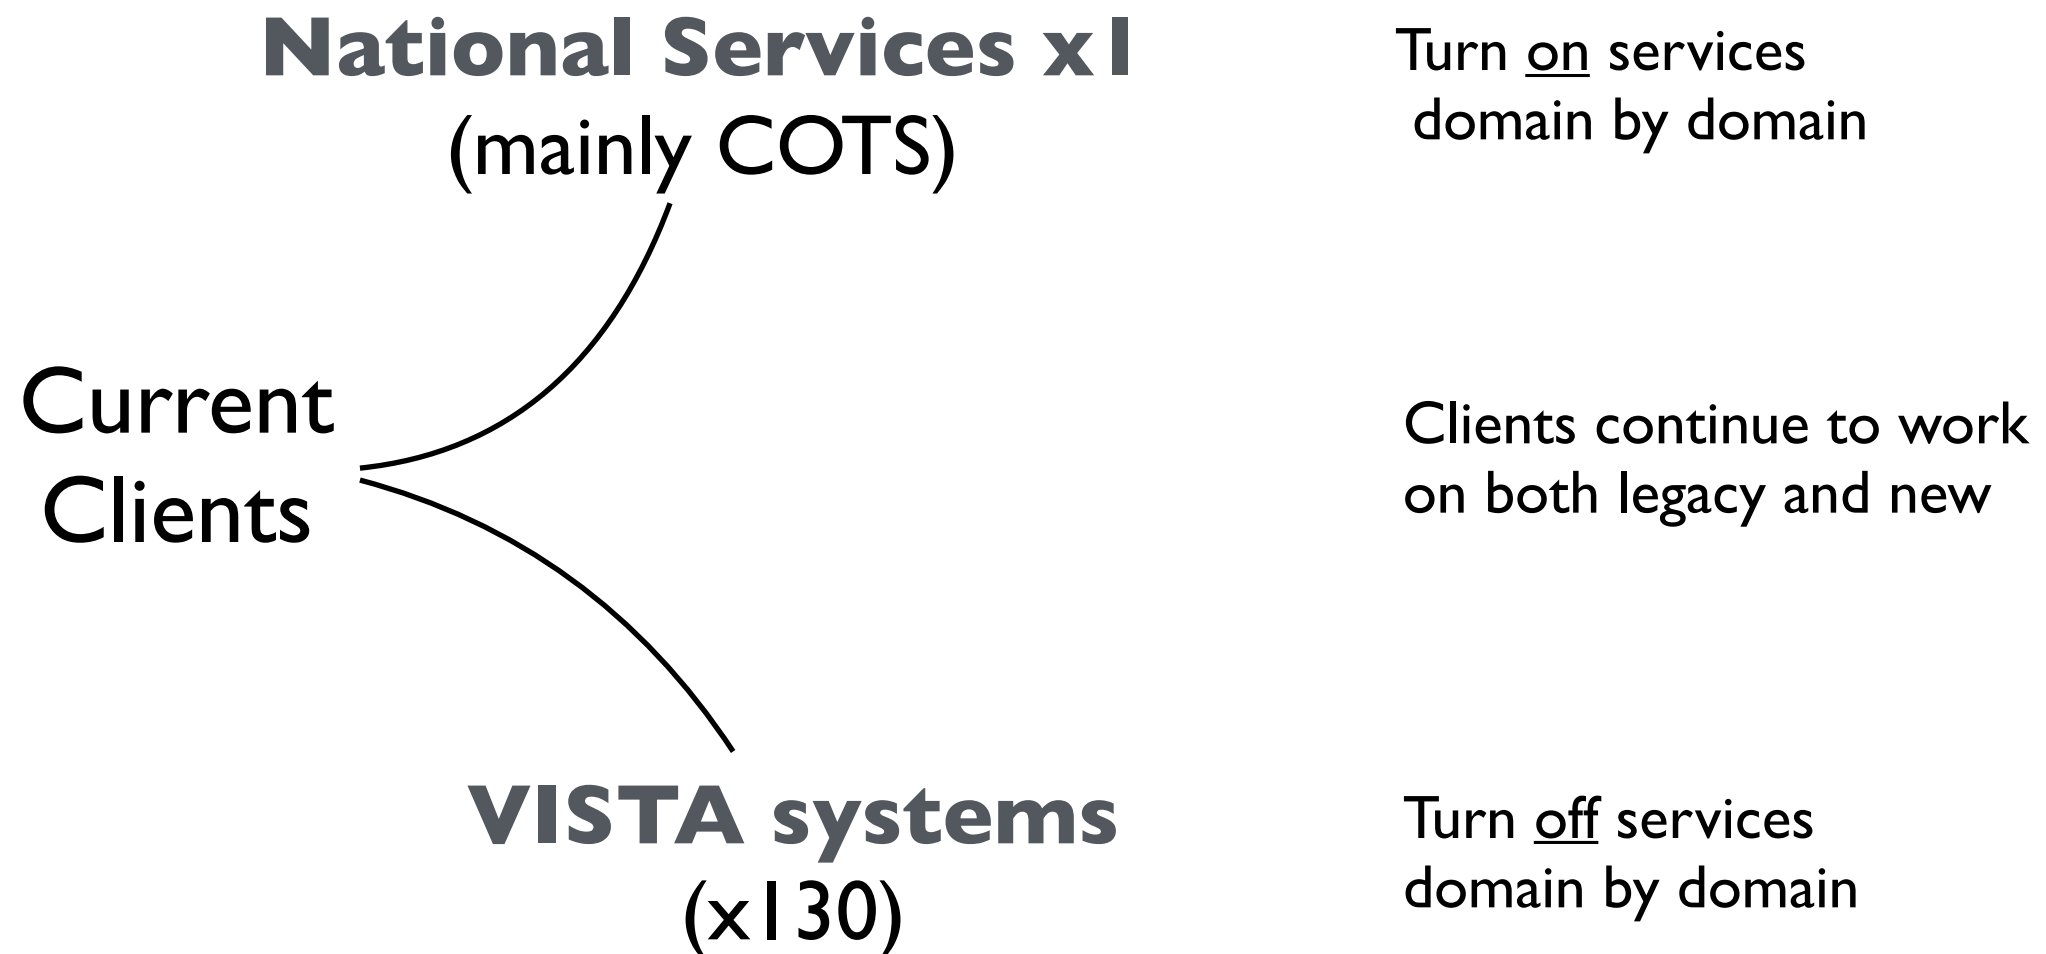 National Services x1
(mainly COTS)
Turn on services
domain by domain
Current
Clients
Clients continue to work
on both legacy and new
VISTA systems
(x130)
Turn off services
domain by domain